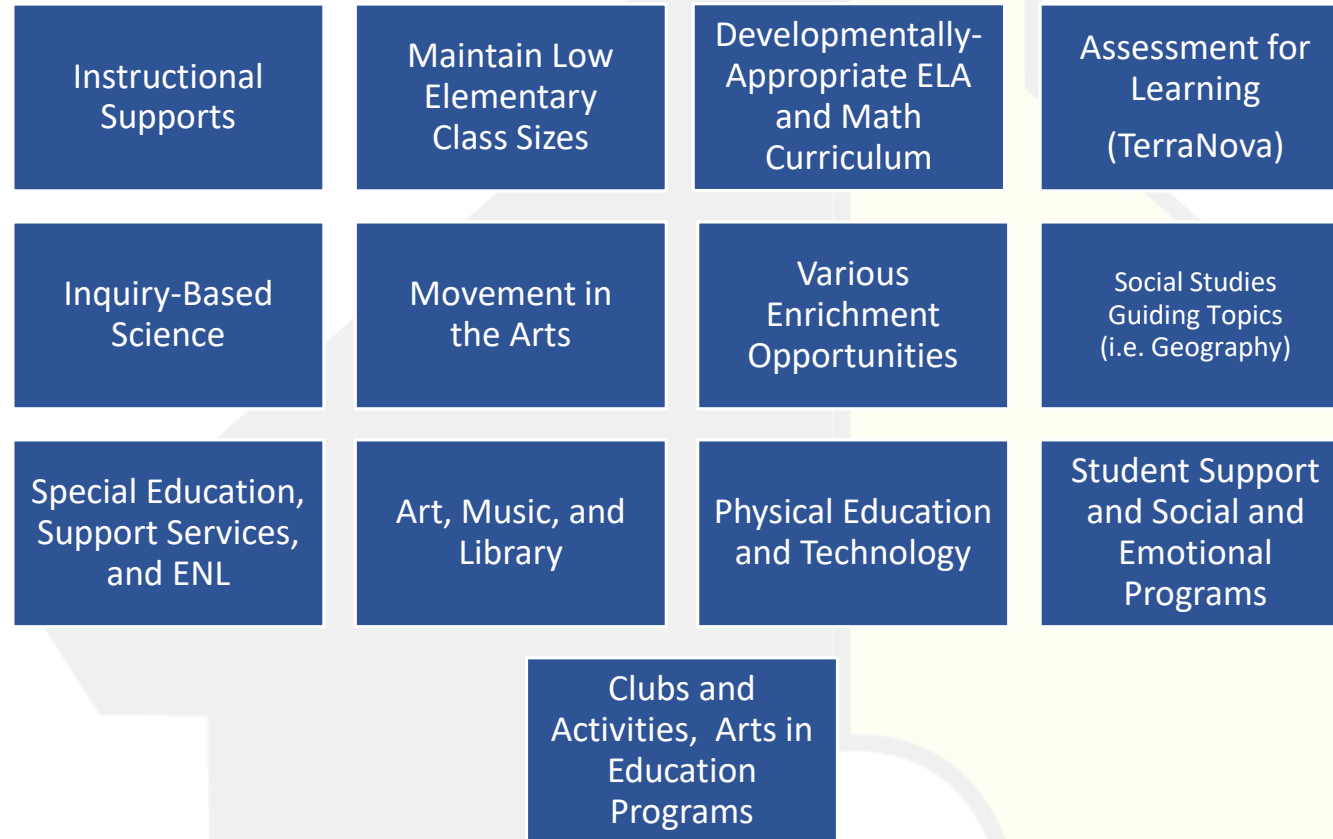 Instructional
Supports
Maintain Low
Elementary
Class Sizes
Developmentally-
Appropriate ELA
and Math
Curriculum
Assessment for
Learning
(TerraNova)
Inquiry-Based
Science
Movement in
the Arts
Various
Enrichment
Opportunities
Social Studies
Guiding Topics
(i.e. Geography)
Special Education,
Support Services,
and ENL
Art, Music, and
Library
Physical Education
and Technology
Student Support
and Social and
Emotional
Programs
Clubs and
Activities, Arts in
Education
Programs